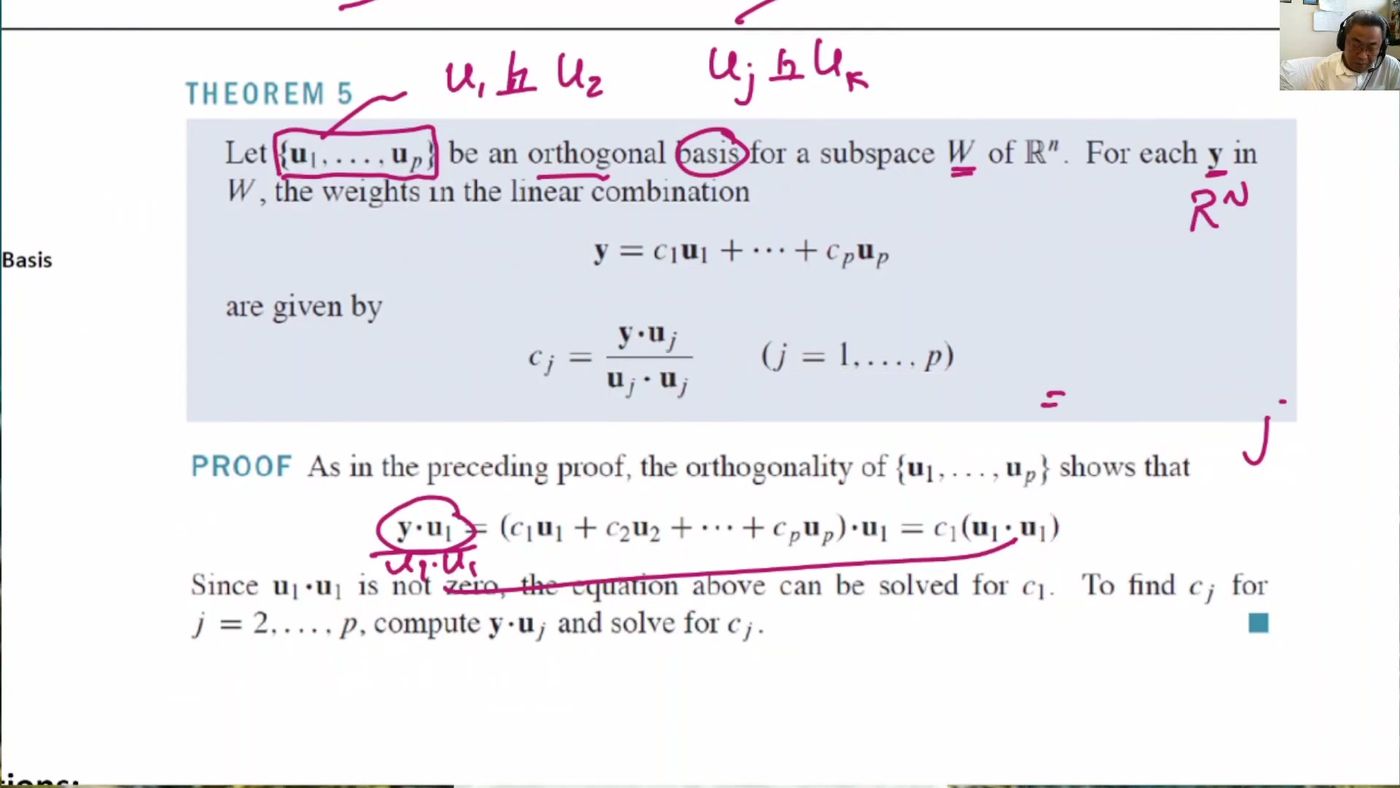 u₁ ⊥ u₂ uⱼ ⊥ uₖ
THEOREM 5
Let {u₁, . . . , uₚ} be an orthogonal basis for a subspace W of ℝⁿ. For each y in
W, the weights in the linear combination
Rᴺ
y = c₁u₁ + · · · + cₚuₚ
Basis
are given by
cⱼ = y·uⱼ / uⱼ · uⱼ (j = 1, . . . , p)
=
j
PROOF As in the preceding proof, the orthogonality of {u₁, . . . , uₚ} shows that
y·u₁ = (c₁u₁ + c₂u₂ + · · · + cₚuₚ)·u₁ = c₁(u₁·u₁)
u₁·u₁
Since u₁·u₁ is not zero, the equation above can be solved for c₁. To find cⱼ for
j = 2, . . . , p, compute y·uⱼ and solve for cⱼ.